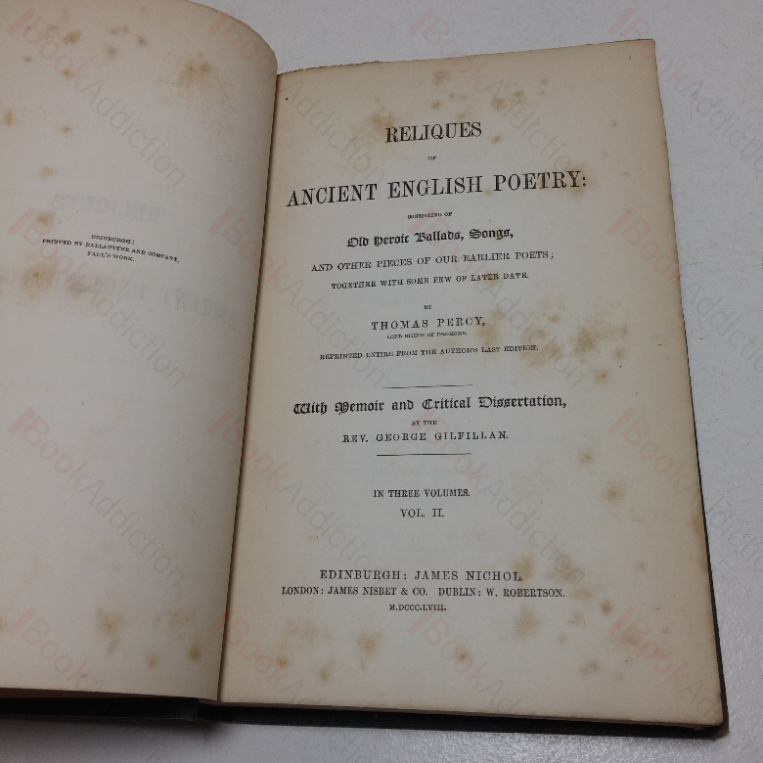 EDINBURGH:
PRINTED BY BALLANTYNE AND COMPANY,
PAUL'S WORK.
RELIQUES
OF
ANCIENT ENGLISH POETRY:
CONSISTING OF
Old Heroic Ballads, Songs,
AND OTHER PIECES OF OUR EARLIER POETS;
TOGETHER WITH SOME FEW OF LATER DATE.
BY
THOMAS PERCY,
LORD BISHOP OF DROMORE.
REPRINTED ENTIRE FROM THE AUTHOR'S LAST EDITION.
With Memoir and Critical Dissertation,
BY THE
REV. GEORGE GILFILLAN.
IN THREE VOLUMES.
VOL. II.
EDINBURGH: JAMES NICHOL.
LONDON: JAMES NISBET & CO. DUBLIN: W. ROBERTSON.
M.DCCC.LVIII.
BookAddiction